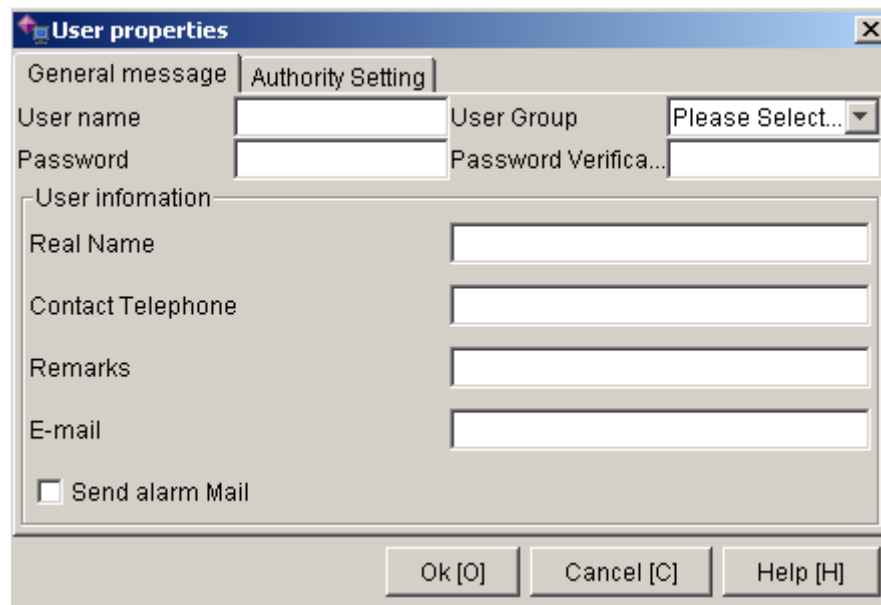 User properties
General message Authority Setting
User name User Group Please Select...
Password Password Verifica...
User infomation
Real Name
Contact Telephone
Remarks
E-mail
Send alarm Mail
Ok [O] Cancel [C] Help [H]